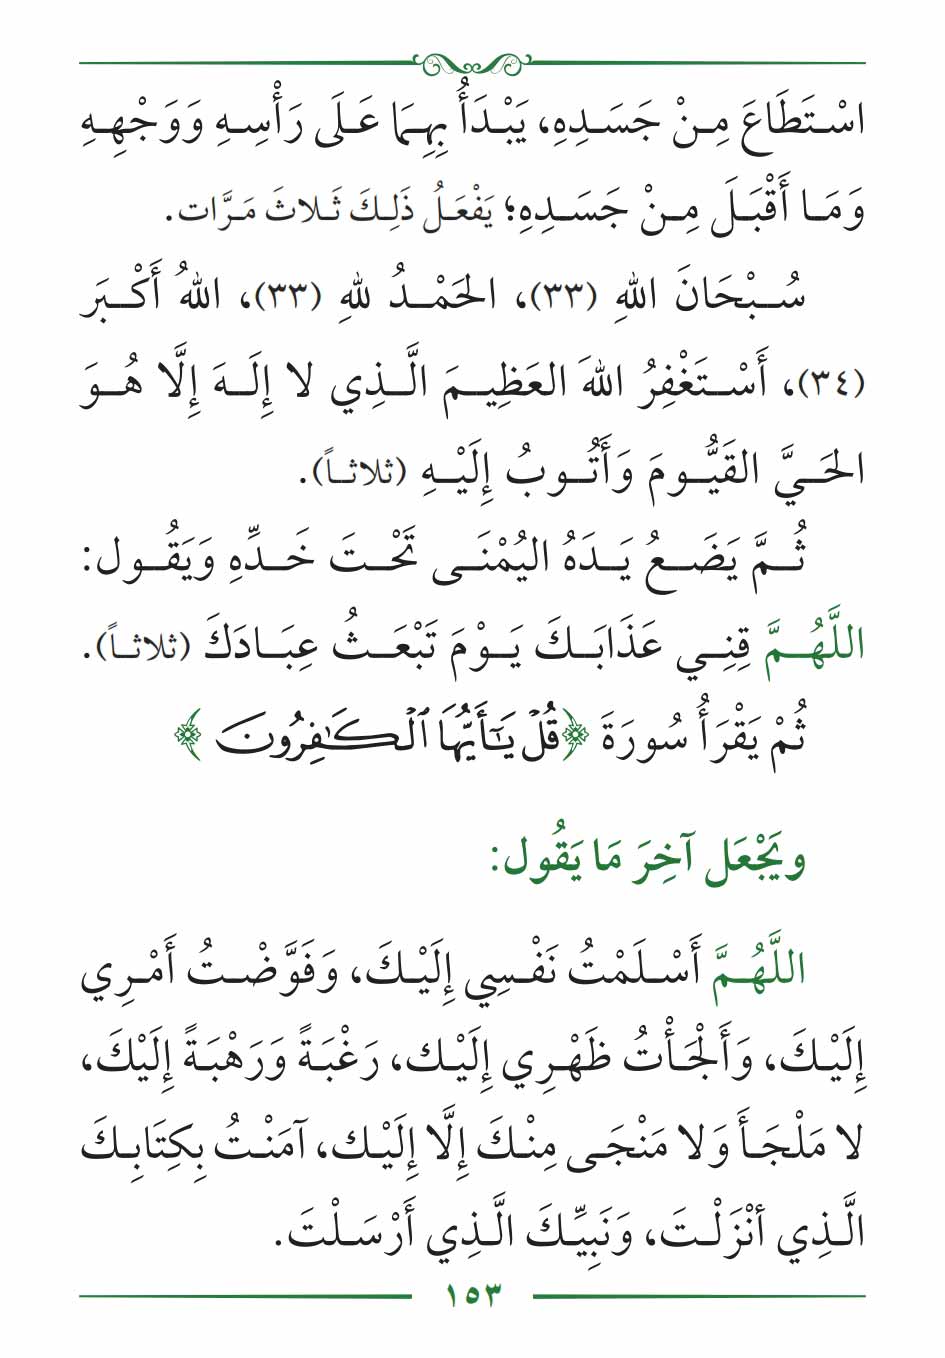 اسْتَطَاعَ مِنْ جَسَدِهِ، يَبْدَأُ بِهِمَا عَلَى رَأْسِهِ وَوَجْهِهِ
وَمَا أَقْبَلَ مِنْ جَسَدِهِ؛ يَفْعَلُ ذَلِكَ ثَلاثَ مَرَّات.
سُبْحَانَ اللهِ (٣٣)، الحَمْدُ للهِ (٣٣)، اللهُ أَكْبَر
(٣٤)، أَسْتَغْفِرُ اللهَ العَظِيمَ الَّذِي لا إِلَهَ إِلَّا هُوَ
الحَيَّ القَيُّومَ وَأَتُوبُ إِلَيْهِ (ثلاثاً).
ثُمَّ يَضَعُ يَدَهُ اليُمْنَى تَحْتَ خَدِّهِ وَيَقُول:
اللَّهُمَّ قِنِي عَذَابَكَ يَوْمَ تَبْعَثُ عِبَادَكَ (ثلاثاً).
ثُمْ يَقْرَأُ سُورَةَ ﴿قُلْ يَٰٓأَيُّهَا ٱلْكَٰفِرُونَ﴾
ويَجْعَل آخِرَ مَا يَقُول:
اللَّهُمَّ أَسْلَمْتُ نَفْسِي إِلَيْكَ، وَفَوَّضْتُ أَمْرِي
إِلَيْكَ، وَأَلْجَأْتُ ظَهْرِي إِلَيْك، رَغْبَةً وَرَهْبَةً إِلَيْكَ،
لا مَلْجَأَ وَلا مَنْجَى مِنْكَ إِلَّا إِلَيْك، آمَنْتُ بِكِتَابِكَ
الَّذِي أنْزَلْتَ، وَنَبِيِّكَ الَّذِي أَرْسَلْتَ.
١٥٣